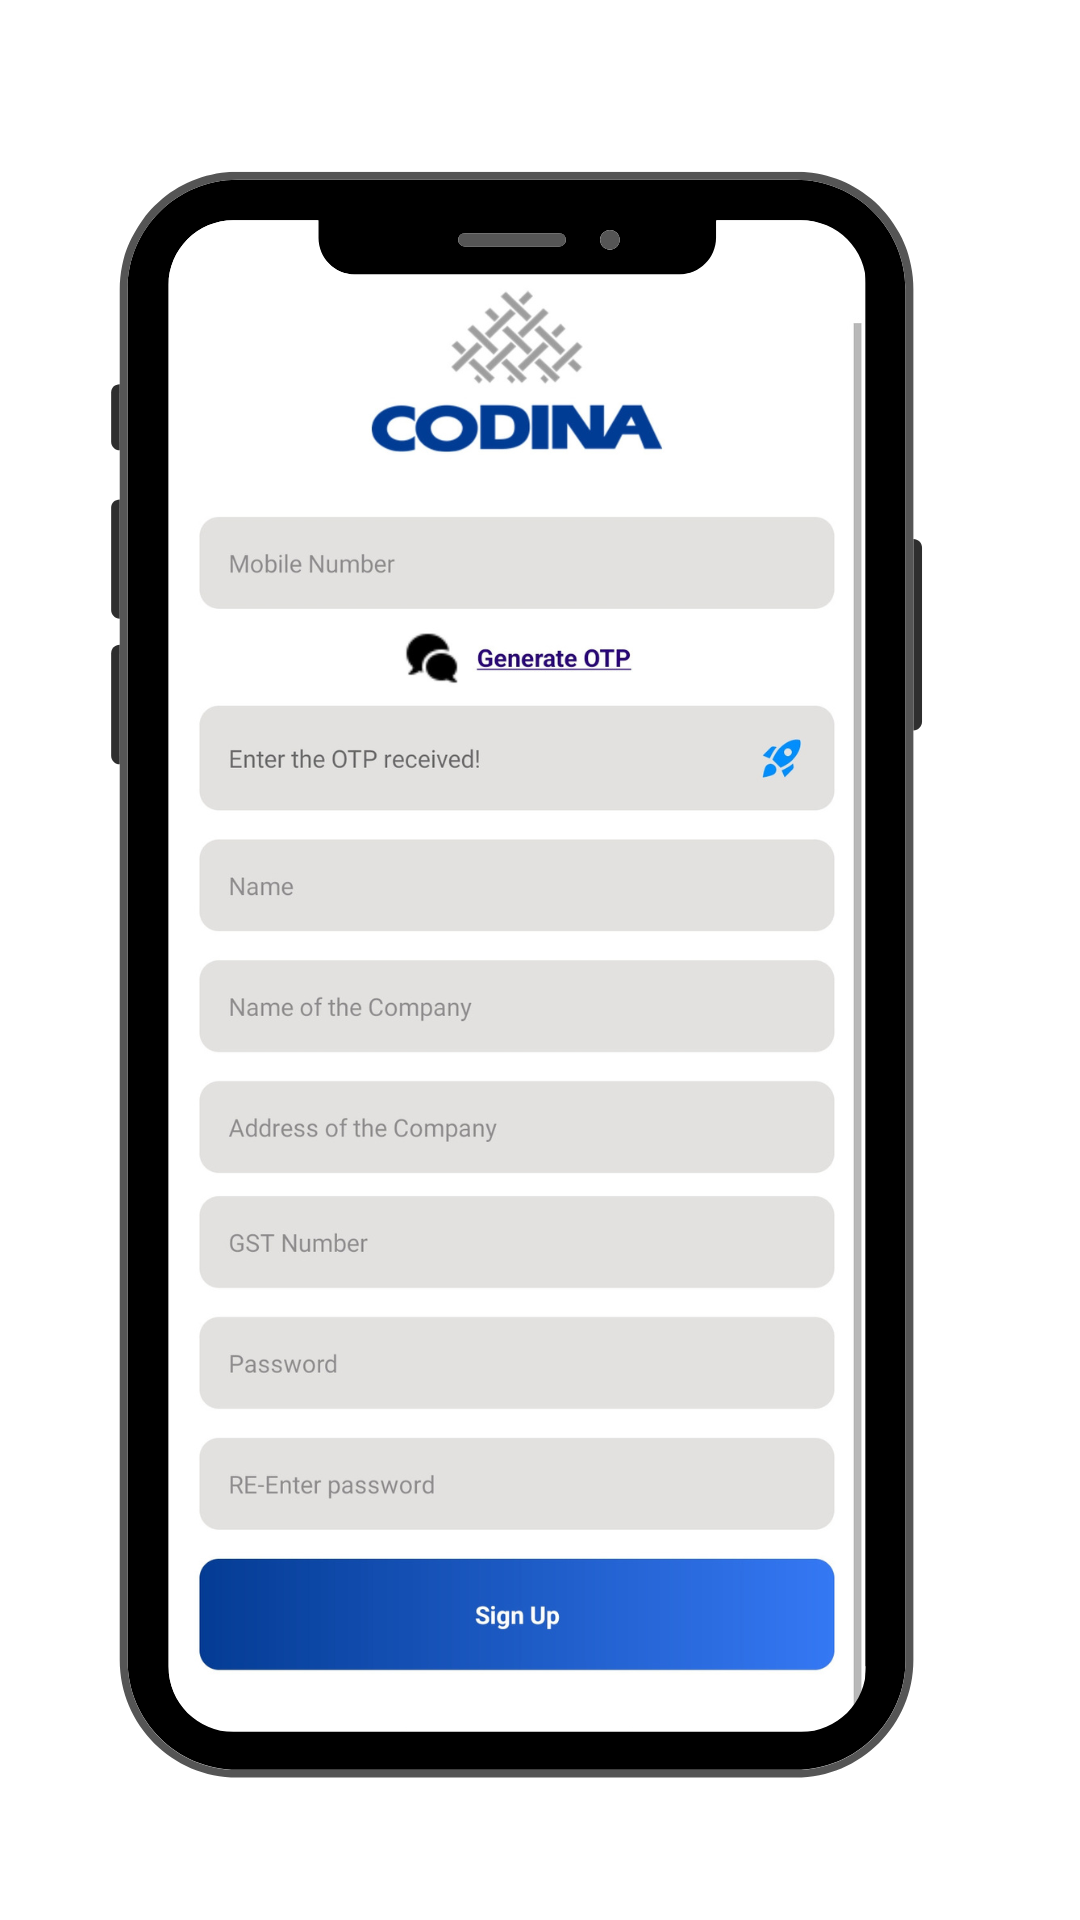 CODINA
Mobile Number
Generate OTP
Enter the OTP received!
Name
Name of the Company
Address of the Company
GST Number
Password
RE-Enter password
Sign Up